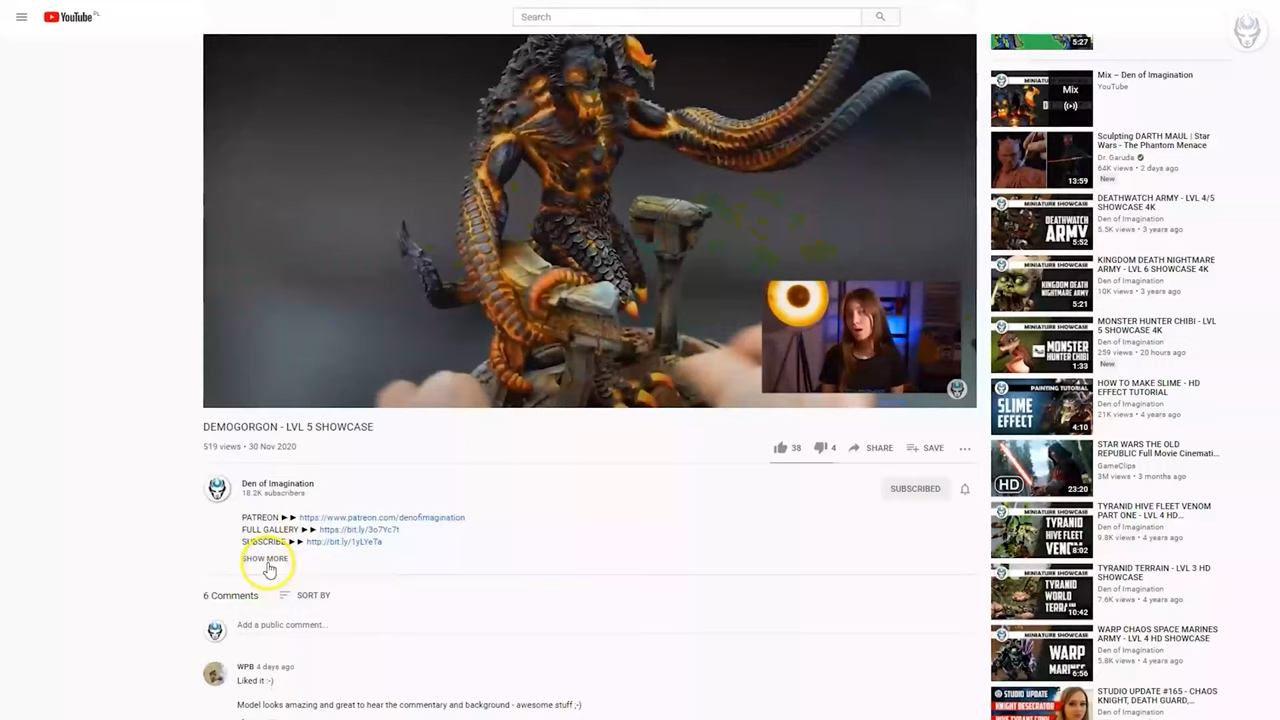 YouTube PL
Search
5:27
Mix
Mix – Den of Imagination
YouTube
Sculpting DARTH MAUL | Star
Wars - The Phantom Menace
Dr. Garuda
64K views • 2 days ago
New
13:59
MINIATURE SHOWCASE
DEATHWATCH
ARMY
5:52
DEATHWATCH ARMY - LVL 4/5
SHOWCASE 4K
Den of Imagination
5.5K views • 3 years ago
MINIATURE SHOWCASE
KINGDOM DEATH
NIGHTMARE
ARMY
5:21
KINGDOM DEATH NIGHTMARE
ARMY - LVL 6 SHOWCASE 4K
Den of Imagination
10K views • 3 years ago
MINIATURE SHOWCASE
MONSTER
HUNTER CHIBI
1:33
MONSTER HUNTER CHIBI - LVL
5 SHOWCASE 4K
Den of Imagination
259 views • 20 hours ago
New
PAINTING TUTORIAL
SLIME
EFFECT
4:10
HOW TO MAKE SLIME - HD
EFFECT TUTORIAL
Den of Imagination
21K views • 4 years ago
HD
23:20
STAR WARS THE OLD
REPUBLIC Full Movie Cinemati...
GameClips
3M views • 3 months ago
MINIATURE SHOWCASE
TYRANID
HIVE FLEET
8:02
TYRANID HIVE FLEET VENOM
PART ONE - LVL 4 HD...
Den of Imagination
9.8K views • 4 years ago
MINIATURE SHOWCASE
TYRANID
WORLD
10:42
TYRANID TERRAIN - LVL 3 HD
SHOWCASE
Den of Imagination
7.6K views • 4 years ago
MINIATURE SHOWCASE
WARP
6:56
WARP CHAOS SPACE MARINES
ARMY - LVL 4 HD SHOWCASE
Den of Imagination
5.8K views • 4 years ago
STUDIO UPDATE
KNIGHT DESECRATOR
STUDIO UPDATE #165 - CHAOS
KNIGHT, DEATH GUARD,...
Den of Imagination
DEMOGORGON - LVL 5 SHOWCASE
519 views • 30 Nov 2020
38
4
SHARE
SAVE
Den of Imagination
18.2K subscribers
SUBSCRIBED
PATREON ►► https://www.patreon.com/denofimagination
FULL GALLERY ►► https://bit.ly/3o7Yc7t
SUBSCRIBE ►► http://bit.ly/1yLYeTa
SHOW MORE
6 Comments
SORT BY
Add a public comment...
WPB 4 days ago
Liked it :-)
Model looks amazing and great to hear the commentary and background - awesome stuff ;-)